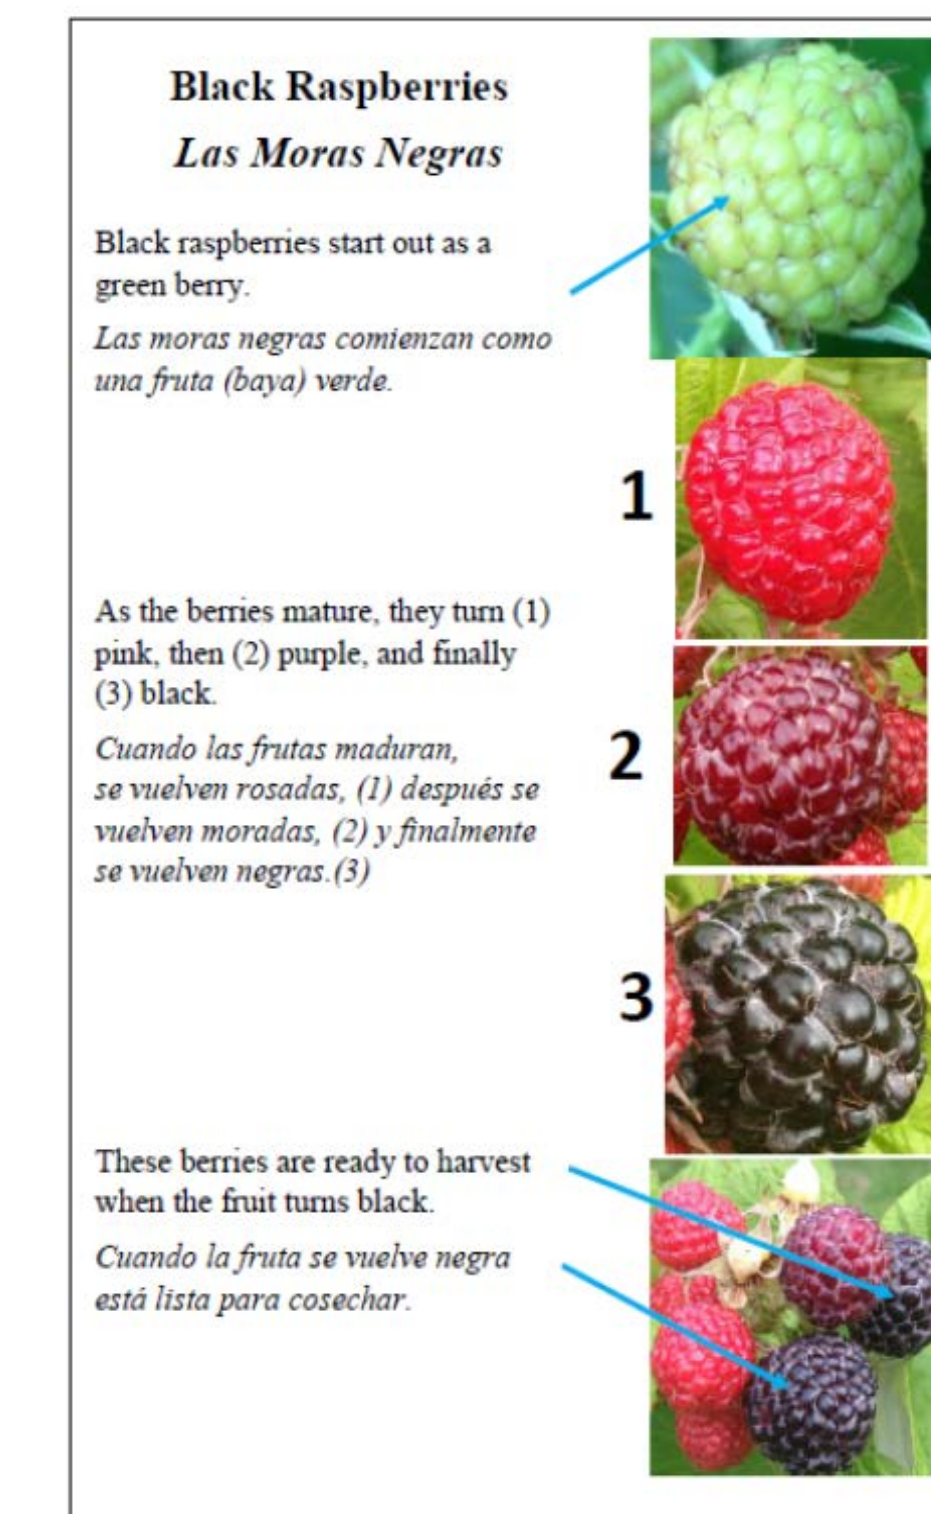 Black Raspberries
Las Moras Negras
Black raspberries start out as a
green berry.
Las moras negras comienzan como
una fruta (baya) verde.
1
As the berries mature, they turn (1)
pink, then (2) purple, and finally
(3) black.
Cuando las frutas maduran,
se vuelven rosadas, (1) después se
vuelven moradas, (2) y finalmente
se vuelven negras.(3)
2
3
These berries are ready to harvest
when the fruit turns black.
Cuando la fruta se vuelve negra
está lista para cosechar.